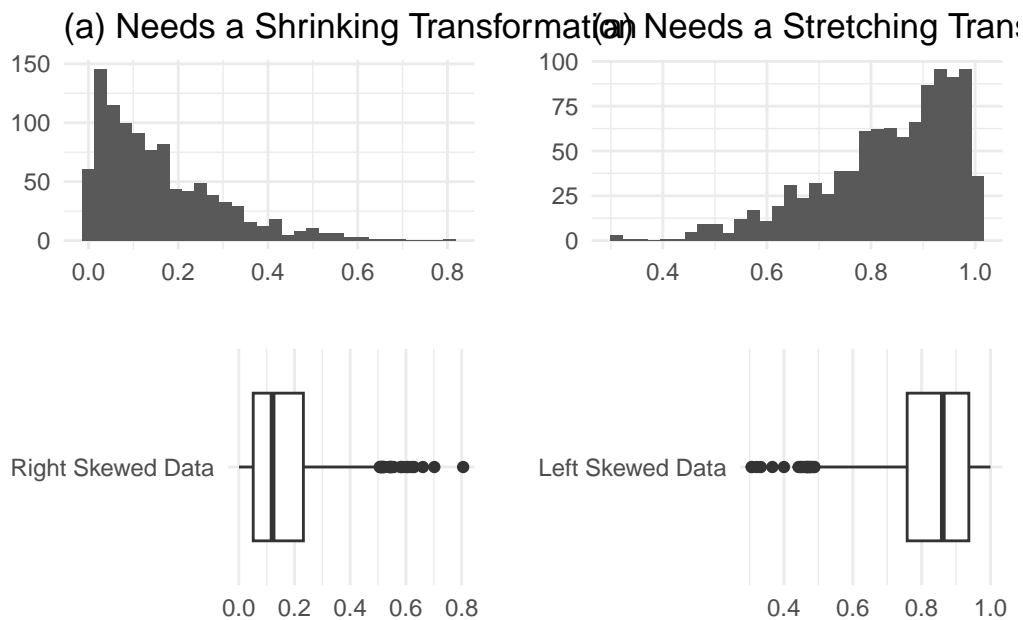 (a) Needs a Shrinking Transformation
(a) Needs a Stretching Trans
150
100
50
0
0.0 0.2 0.4 0.6 0.8
100
75
50
25
0
0.4 0.6 0.8 1.0
Right Skewed Data
0.0 0.2 0.4 0.6 0.8
Left Skewed Data
0.4 0.6 0.8 1.0